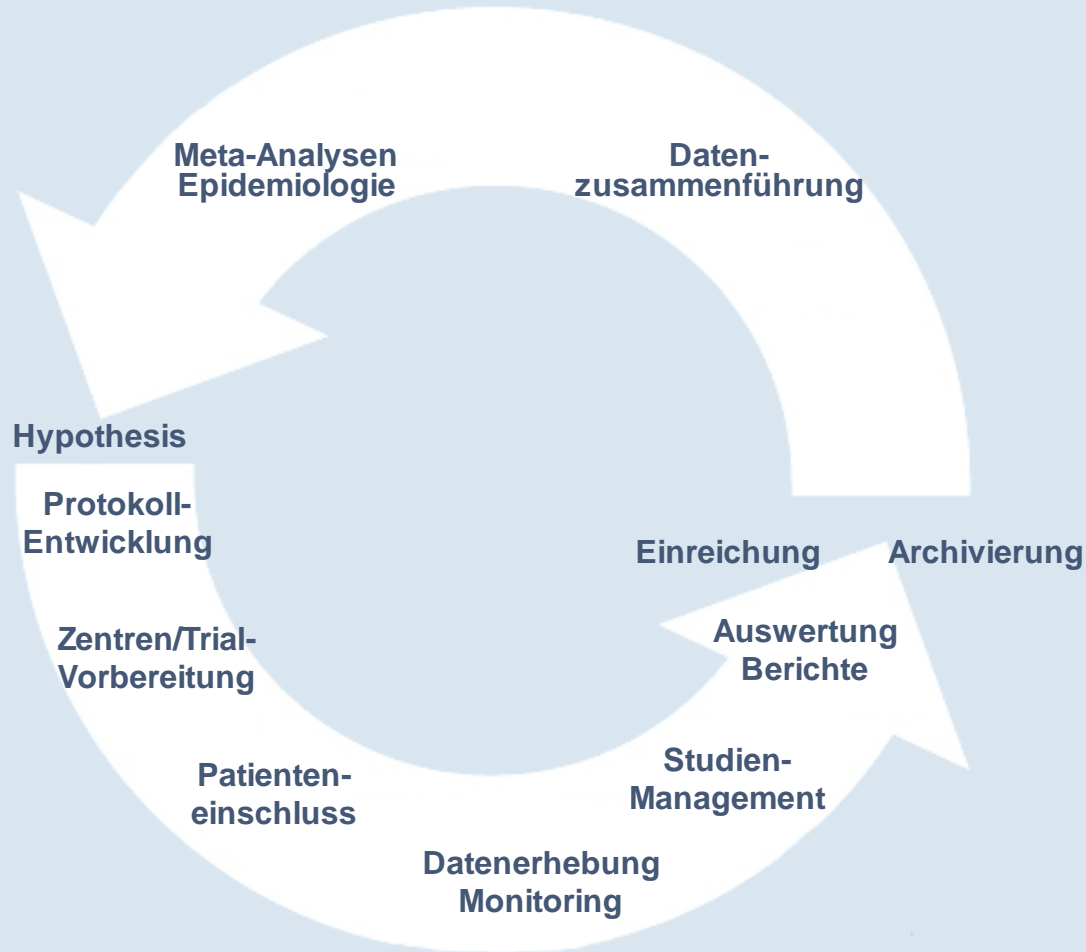 Meta-Analysen
Epidemiologie
Daten-
zusammenführung
Hypothesis
Protokoll-
Entwicklung
Einreichung
Archivierung
Zentren/Trial-
Vorbereitung
Auswertung
Berichte
Patienten-
einschluss
Studien-
Management
Datenerhebung
Monitoring